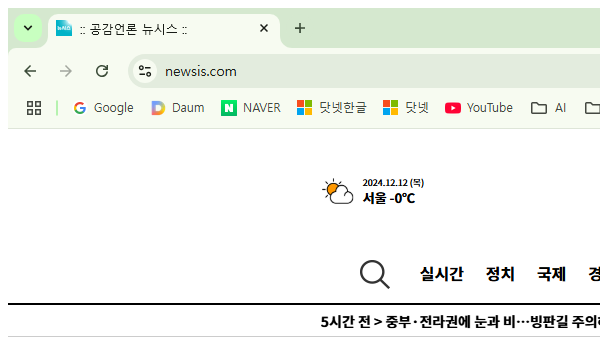 :: 공감언론 뉴시스 ::
newsis.com
Google Daum NAVER 닷넷한글 닷넷 YouTube AI
2024.12.12 (목)
서울 -0℃
실시간 정치 국제 경
5시간 전 > 중부·전라권에 눈과 비…빙판길 주의